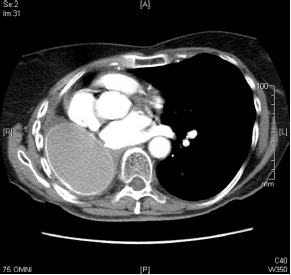 Se:2
Im:31
[A]
[R]
[L]
100
mm
75 OMNI
[P]
C40
W350